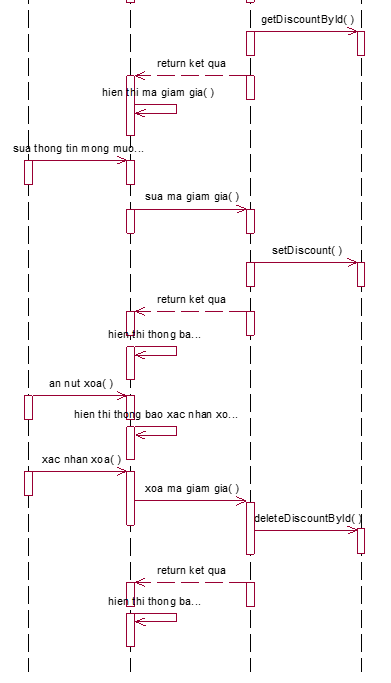 getDiscountById( )
return ket qua
hien thi ma giam gia( )
sua thong tin mong muo...
sua ma giam gia( )
setDiscount( )
return ket qua
hien thi thong ba...
an nut xoa( )
hien thi thong bao xac nhan xo...
xac nhan xoa( )
xoa ma giam gia( )
deleteDiscountById( )
return ket qua
hien thi thong ba...